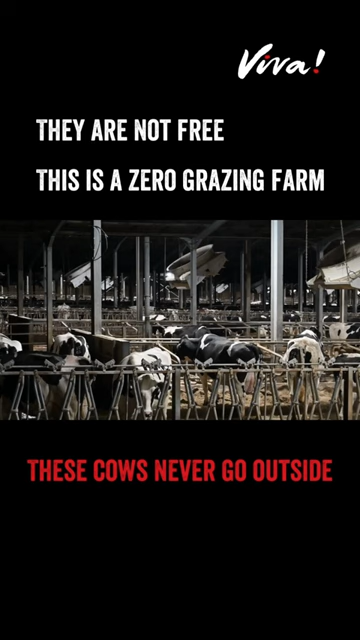 Viva!
THEY ARE NOT FREE
THIS IS A ZERO GRAZING FARM
THESE COWS NEVER GO OUTSIDE